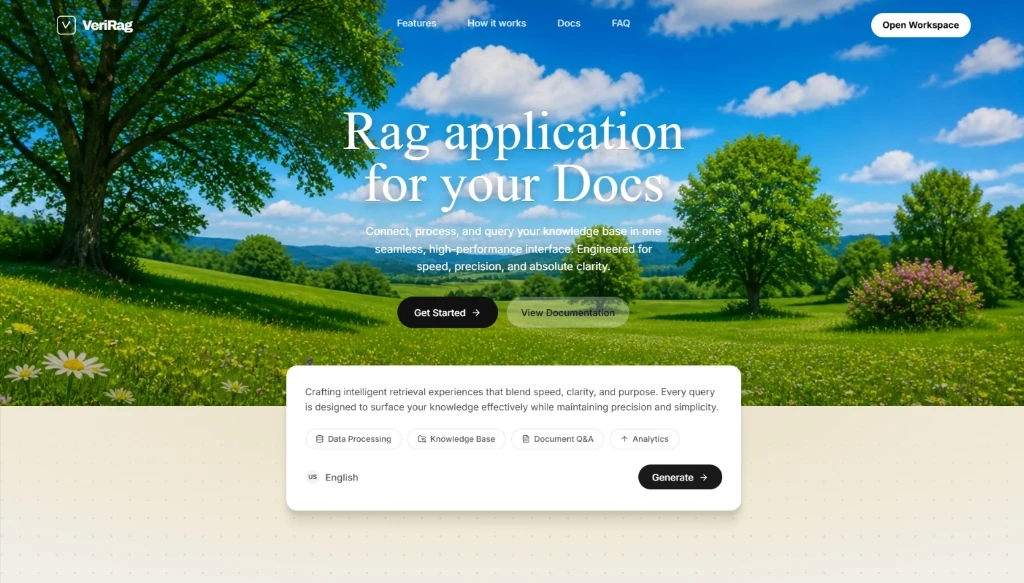 VeriRag
Features
How it works
Docs
FAQ
Open Workspace
Rag application
for your Docs
Connect, process, and query your knowledge base in one
seamless, high-performance interface. Engineered for
speed, precision, and absolute clarity.
Get Started →
View Documentation
Crafting intelligent retrieval experiences that blend speed, clarity, and purpose. Every query
is designed to surface your knowledge effectively while maintaining precision and simplicity.
Data Processing
Knowledge Base
Document Q&A
↑ Analytics
US English
Generate →